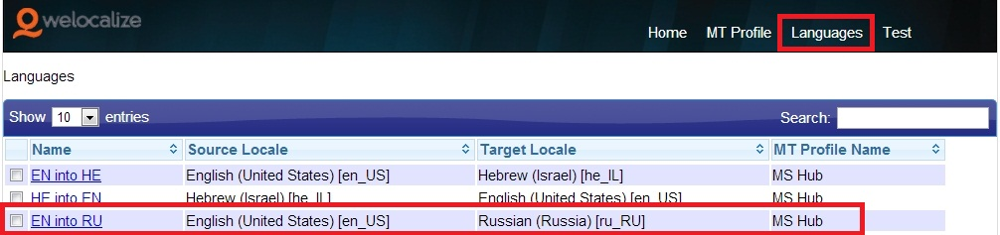 welocalize
Home MT Profile Languages Test
Languages
Show 10 entries Search:
Name Source Locale Target Locale MT Profile Name
EN into HE English (United States) [en_US] Hebrew (Israel) [he_IL] MS Hub
HE into EN Hebrew (Israel) [he_IL] English (United States) [en_US] MS Hub
EN into RU English (United States) [en_US] Russian (Russia) [ru_RU] MS Hub